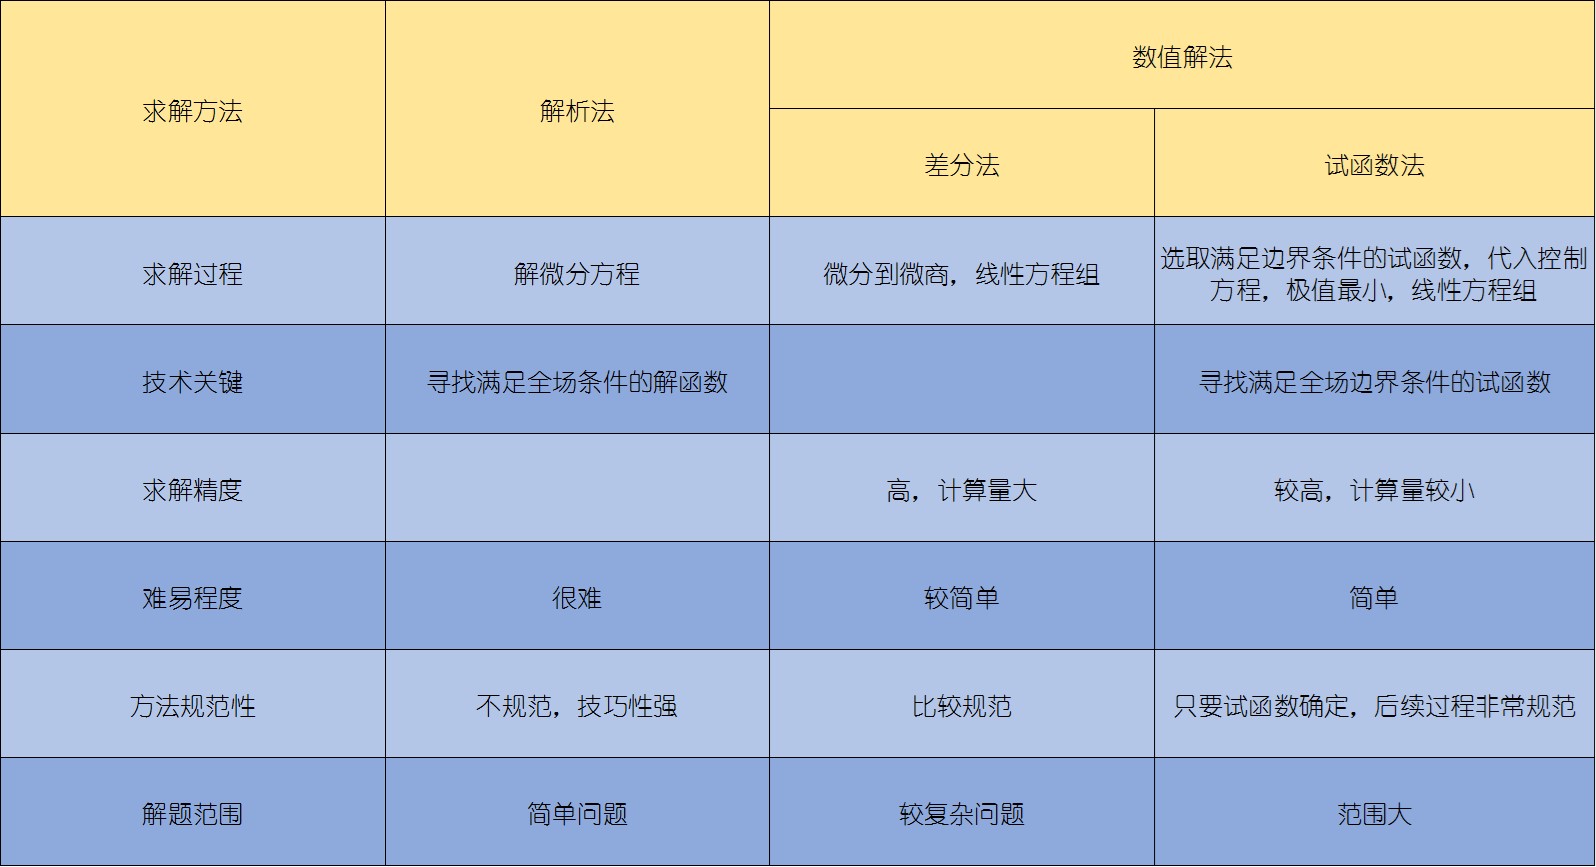 求解方法
解析法
数值解法
差分法
试函数法
求解过程
解微分方程
微分到微商，线性方程组
选取满足边界条件的试函数，代入控制
方程，极值最小，线性方程组
技术关键
寻找满足全场条件的解函数
寻找满足全场边界条件的试函数
求解精度
高，计算量大
较高，计算量较小
难易程度
很难
较简单
简单
方法规范性
不规范，技巧性强
比较规范
只要试函数确定，后续过程非常规范
解题范围
简单问题
较复杂问题
范围大